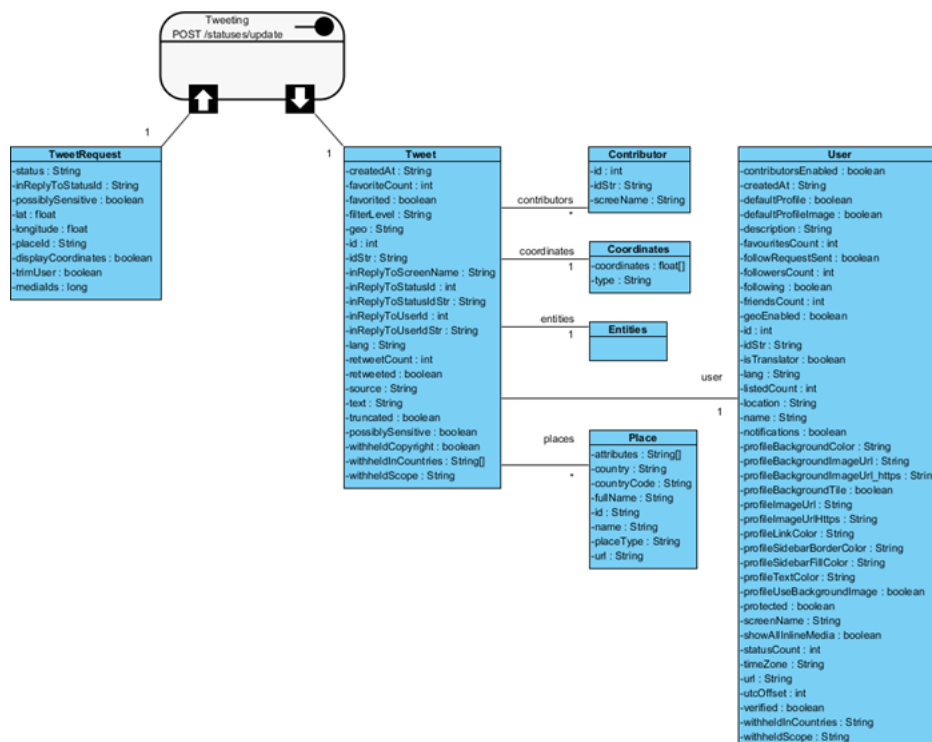 Tweeting
POST /statuses/update
1
1
TweetRequest
-status : String
-inReplyToStatusId : String
-possiblySensitive : boolean
-lat : float
-longitude : float
-placeId : String
-displayCoordinates : boolean
-trimUser : boolean
-mediaIds : long
Tweet
-createdAt : String
-favoriteCount : int
-favorited : boolean
-filterLevel : String
-geo : String
-id : int
-idStr : String
-inReplyToScreenName : String
-inReplyToStatusId : int
-inReplyToStatusIdStr : String
-inReplyToUserId : int
-inReplyToUserIdStr : String
-lang : String
-retweetCount : int
-retweeted : boolean
-source : String
-text : String
-truncated : boolean
-possiblySensitive : boolean
-withheldCopyright : boolean
-withheldInCountries : String[]
-withheldScope : String
contributors
*
coordinates
1
entities
1
user
1
places
*
Contributor
-id : int
-idStr : String
-screeName : String
Coordinates
-coordinates : float[]
-type : String
Entities
Place
-attributes : String[]
-country : String
-countryCode : String
-fullName : String
-id : String
-name : String
-placeType : String
-url : String
User
-contributorsEnabled : boolean
-createdAt : String
-defaultProfile : boolean
-defaultProfileImage : boolean
-description : String
-favouritesCount : int
-followRequestSent : boolean
-followersCount : int
-following : boolean
-friendsCount : int
-geoEnabled : boolean
-id : int
-idStr : String
-isTranslator : boolean
-lang : String
-listedCount : int
-location : String
-name : String
-notifications : boolean
-profileBackgroundColor : String
-profileBackgroundImageUrl : String
-profileBackgroundImageUrl_https : Strin
-profileBackgroundTile : boolean
-profileImageUrl : String
-profileImageUrlHttps : String
-profileLinkColor : String
-profileSidebarBorderColor : String
-profileSidebarFillColor : String
-profileTextColor : String
-profileUseBackgroundImage : boolean
-protected : boolean
-screenName : String
-showAllInlineMedia : boolean
-statusCount : int
-timeZone : String
-url : String
-utcOffset : int
-verified : boolean
-withheldInCountries : String
-withheldScope : String